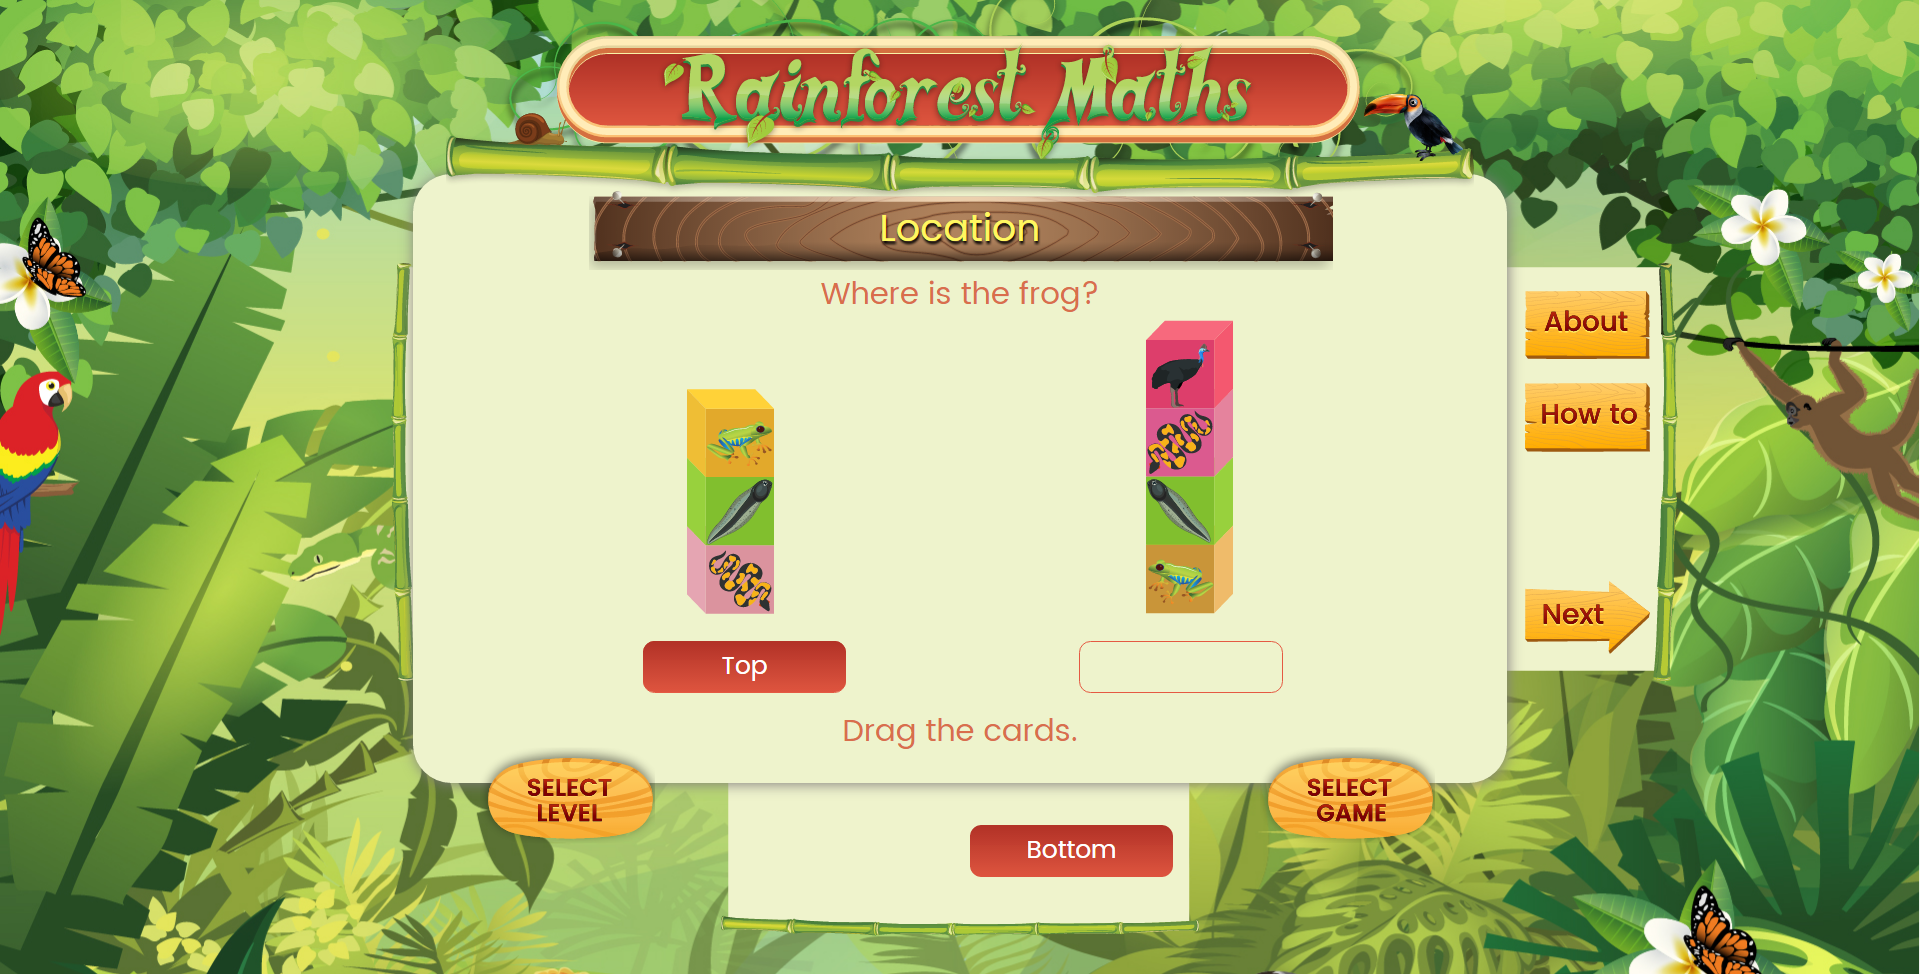 Rainforest Maths
Location
Where is the frog?
About
How to
Next
Top
Drag the cards.
SELECT
LEVEL
SELECT
GAME
Bottom